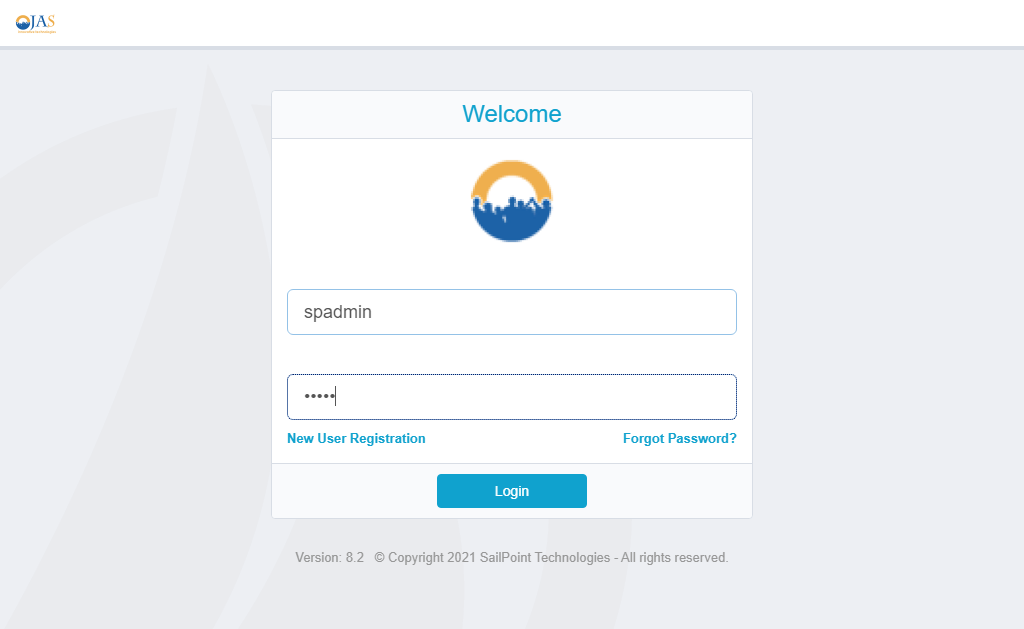 OJAS
Welcome
spadmin
•••••
New User Registration
Forgot Password?
Login
Version: 8.2 © Copyright 2021 SailPoint Technologies - All rights reserved.